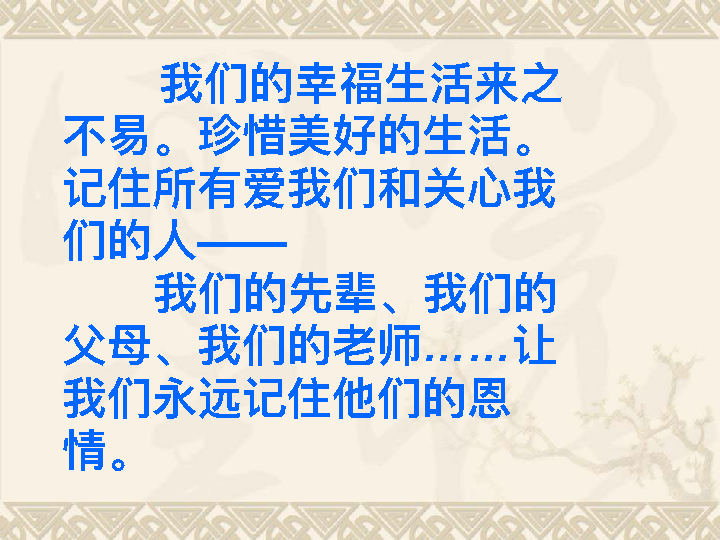 我们的幸福生活来之
不易。珍惜美好的生活。
记住所有爱我们和关心我
们的人——
我们的先辈、我们的
父母、我们的老师……让
我们永远记住他们的恩
情。